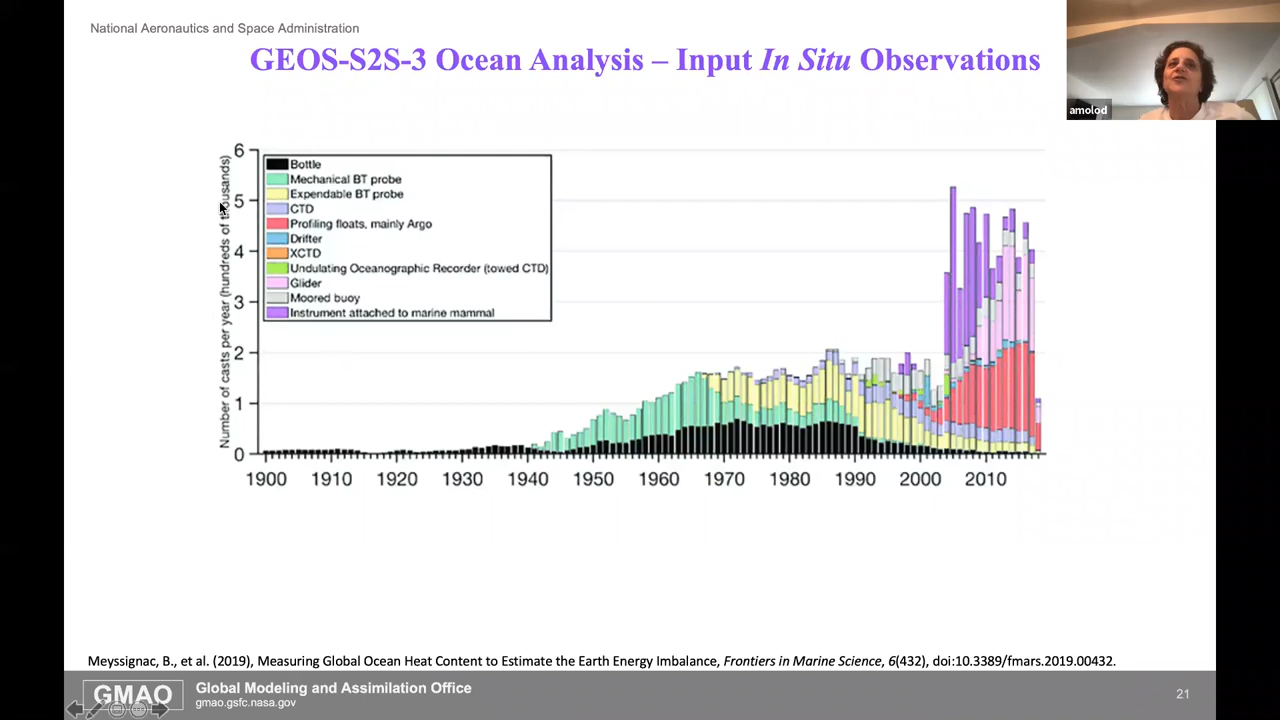 National Aeronautics and Space Administration
GEOS-S2S-3 Ocean Analysis – Input In Situ Observations
amolod
Number of casts per year (hundreds of thousands)
6
5
4
3
2
1
0
Bottle
Mechanical BT probe
Expendable BT probe
CTD
Profiling floats, mainly Argo
Drifter
XCTD
Undulating Oceanographic Recorder (towed CTD)
Glider
Moored buoy
Instrument attached to marine mammal
1900 1910 1920 1930 1940 1950 1960 1970 1980 1990 2000 2010
Meyssignac, B., et al. (2019), Measuring Global Ocean Heat Content to Estimate the Earth Energy Imbalance, Frontiers in Marine Science, 6(432), doi:10.3389/fmars.2019.00432.
GMAO
Global Modeling and Assimilation Office
gmao.gsfc.nasa.gov
21